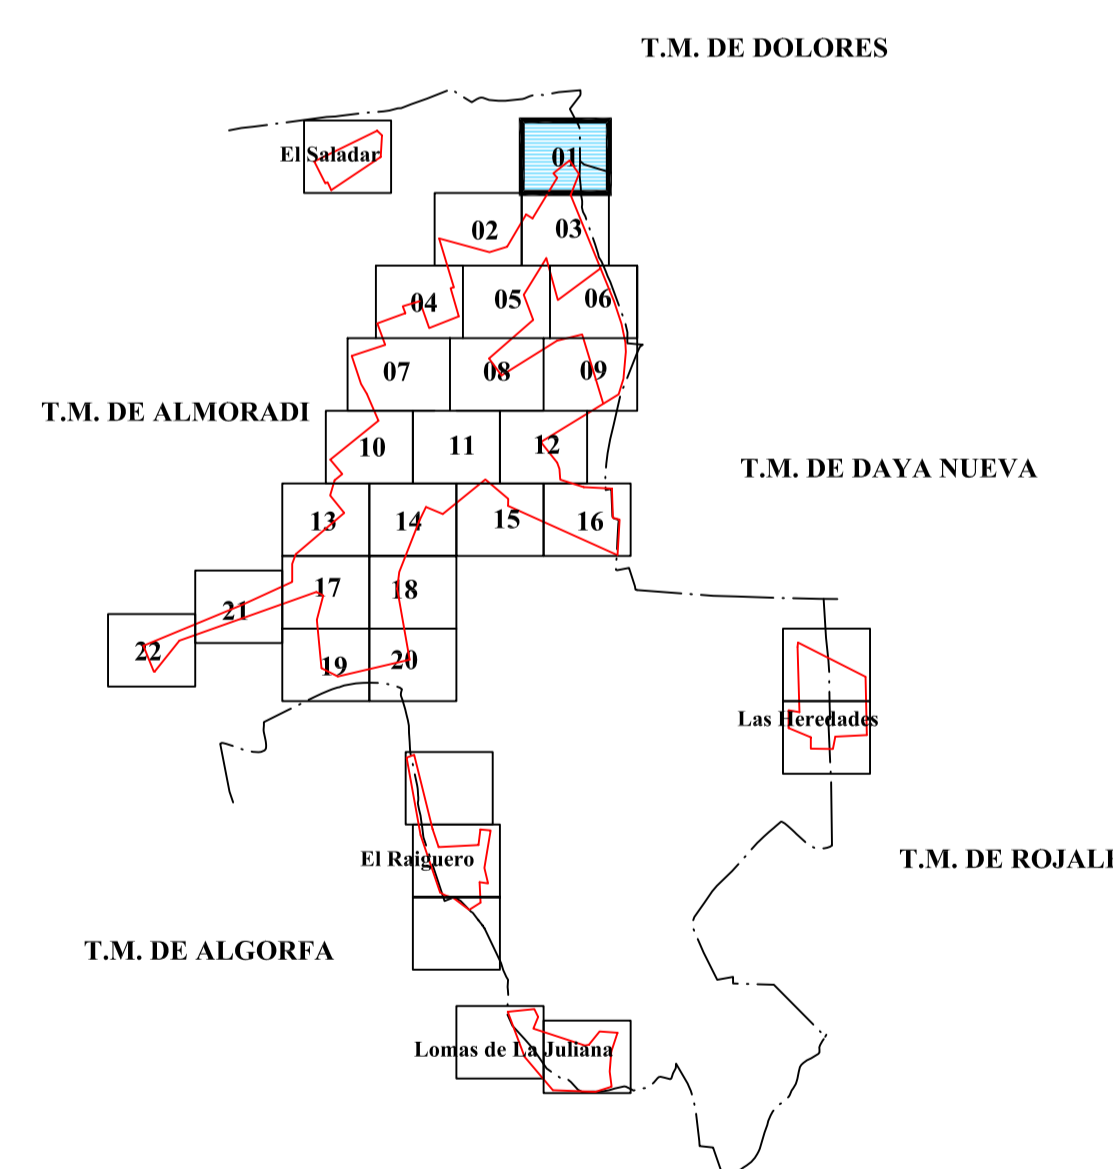 T.M. DE DOLORES
El Saladar
01
02
03
04
05
06
07
08
09
T.M. DE ALMORADI
10
11
12
T.M. DE DAYA NUEVA
13
14
15
16
17
18
21
22
19
20
Las Heredades
El Raiguero
T.M. DE ROJALE
T.M. DE ALGORFA
Lomas de La Juliana